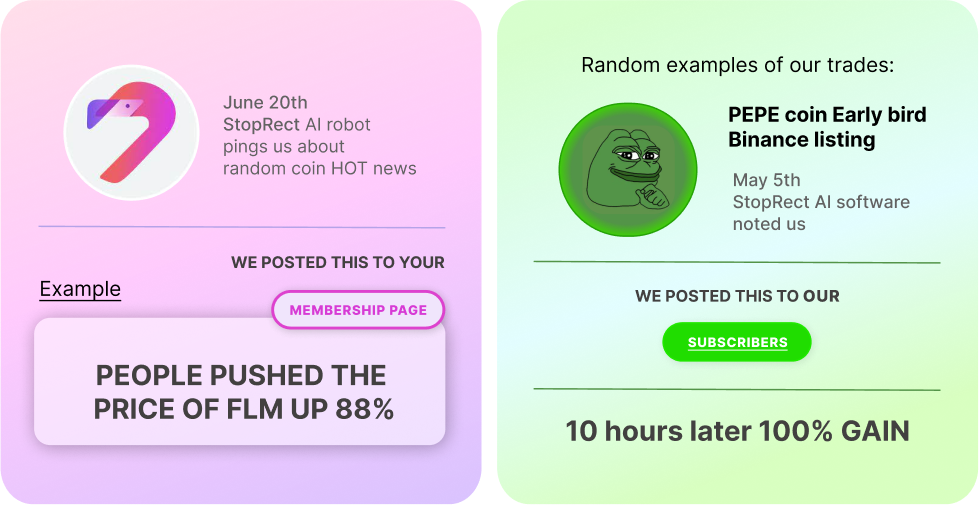 June 20th
StopRect AI robot
pings us about
random coin HOT news
WE POSTED THIS TO YOUR
Example
MEMBERSHIP PAGE
PEOPLE PUSHED THE
PRICE OF FLM UP 88%
Random examples of our trades:
PEPE coin Early bird
Binance listing
May 5th
StopRect AI software
noted us
WE POSTED THIS TO OUR
SUBSCRIBERS
10 hours later 100% GAIN